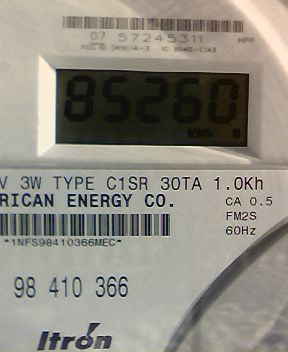 07 57245311
85260
kWh
V 3W TYPE C1SR 30TA 1.0Kh
RICAN ENERGY CO.
CA 0.5
FM2S
60Hz
*1NFS98410366MEC*
98 410 366
Itron